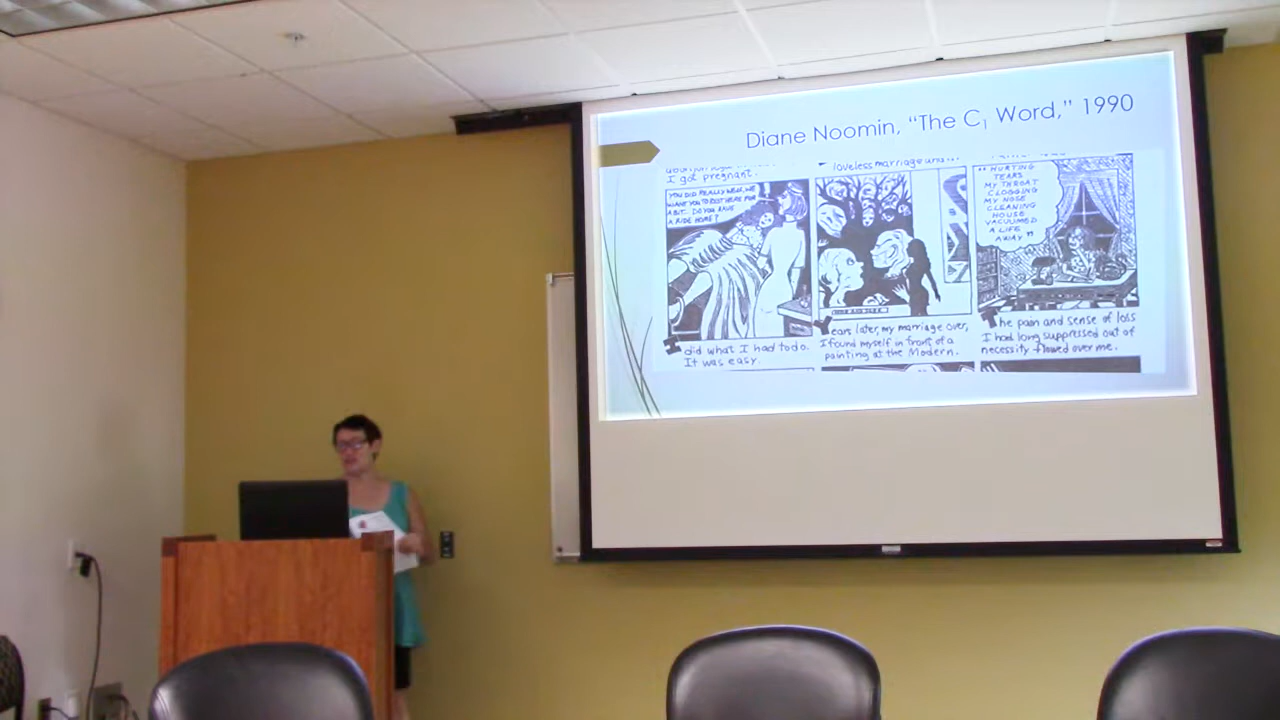 Diane Noomin, “The C₁ Word,” 1990
I got pregnant.
YOU DID REALLY WELL. WE
WANT YOU TO REST HERE FOR
A BIT. DO YOU HAVE
A RIDE HOME?
I did what I had to do.
It was easy.
loveless marriage
Years later, my marriage over,
I found myself in front of a
painting at the Modern.
“HURTING
TEARS
MY THROAT
CLOGGING
MY NOSE
CLEANING
HOUSE
VACUUMED
A LIFE
AWAY”
The pain and sense of loss
I had long suppressed out of
necessity flowed over me.